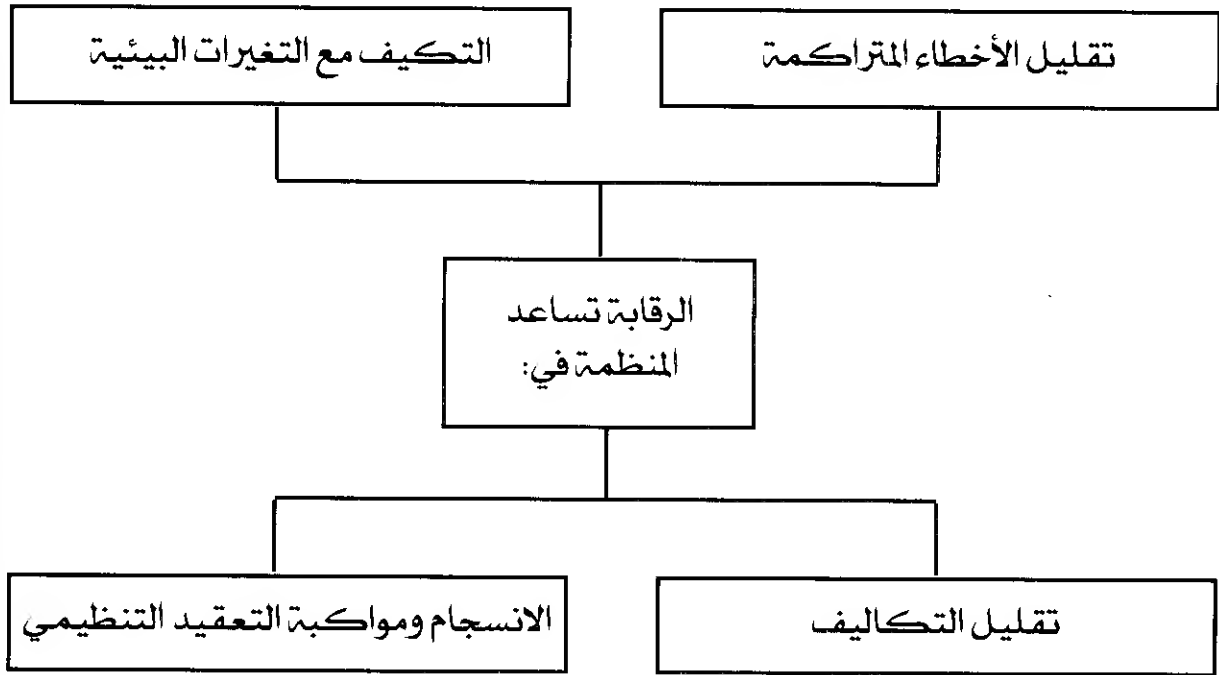 تقليل الأخطاء المتراكمة
التكيف مع التغيرات البيئية
الرقابة تساعد
المنظمة في:
تقليل التكاليف
الانسجام ومواكبة التعقيد التنظيمي